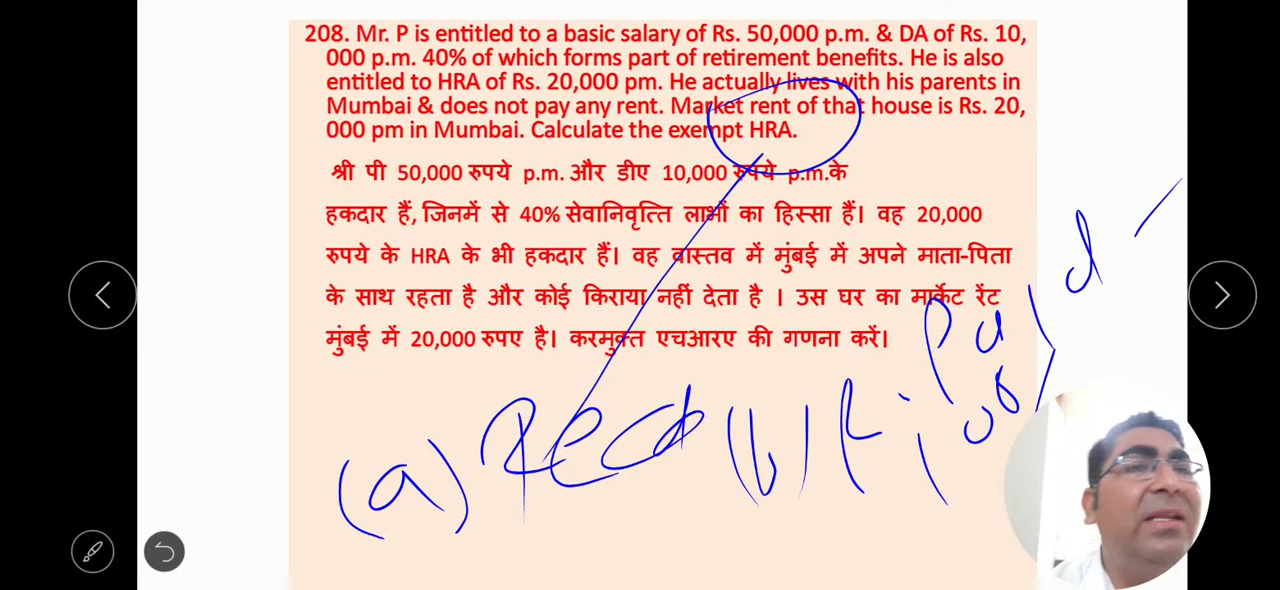 208. Mr. P is entitled to a basic salary of Rs. 50,000 p.m. & DA of Rs. 10,
000 p.m. 40% of which forms part of retirement benefits. He is also
entitled to HRA of Rs. 20,000 pm. He actually lives with his parents in
Mumbai & does not pay any rent. Market rent of that house is Rs. 20,
000 pm in Mumbai. Calculate the exempt HRA.
श्री पी 50,000 रुपये p.m. और डीए 10,000 रुपये p.m.के
हकदार हैं, जिनमें से 40% सेवानिवृत्ति लाभों का हिस्सा हैं। वह 20,000
रुपये के HRA के भी हकदार हैं। वह वास्तव में मुंबई में अपने माता-पिता
के साथ रहता है और कोई किराया नहीं देता है । उस घर का मार्केट रेंट
मुंबई में 20,000 रुपए है। करमुक्त एचआरए की गणना करें।
(a) (b)